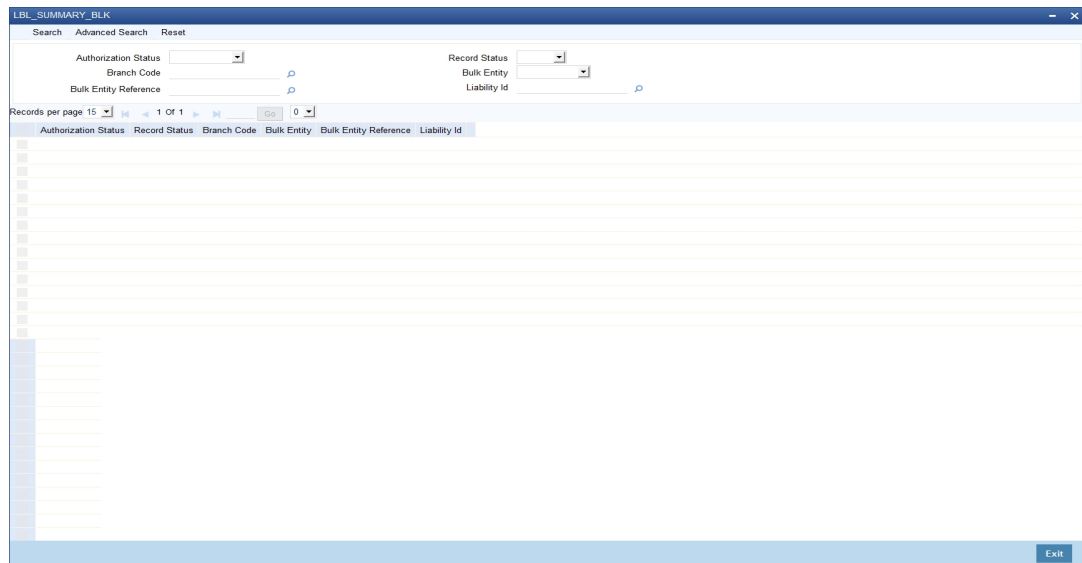 LBL_SUMMARY_BLK
Search Advanced Search Reset
Authorization Status Record Status
Branch Code Bulk Entity
Bulk Entity Reference Liability Id
Records per page 15 1 Of 1 Go 0
Authorization Status Record Status Branch Code Bulk Entity Bulk Entity Reference Liability Id
Exit